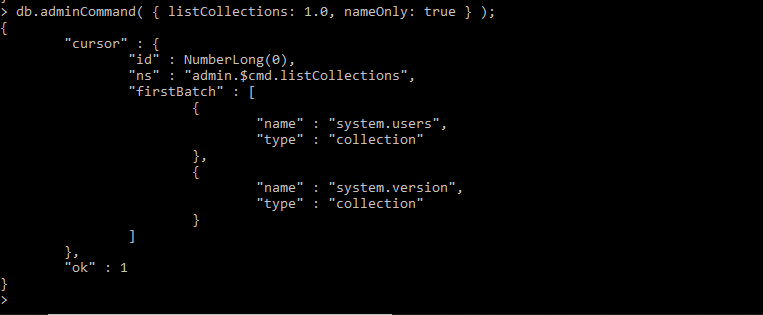 > db.adminCommand( { listCollections: 1.0, nameOnly: true } );
{
        "cursor" : {
                "id" : NumberLong(0),
                "ns" : "admin.$cmd.listCollections",
                "firstBatch" : [
                        {
                                "name" : "system.users",
                                "type" : "collection"
                        },
                        {
                                "name" : "system.version",
                                "type" : "collection"
                        }
                ]
        },
        "ok" : 1
}
>